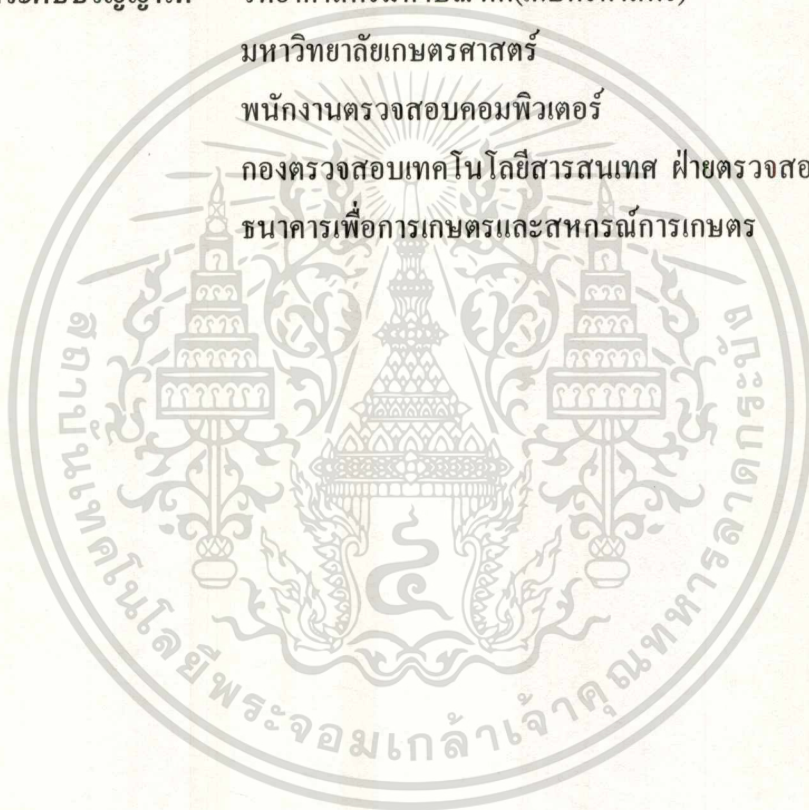 มหาวิทยาลัยเกษตรศาสตร์
พนักงานตรวจสอบคอมพิวเตอร์
กองตรวจสอบเทคโนโลยีสารสนเทศ ฝ่ายตรวจสอ
ธนาคารเพื่อการเกษตรและสหกรณ์การเกษตร
สถาบันเทคโนโลยีพระจอมเกล้าเจ้าคุณทหารลาดกระบัง
๔